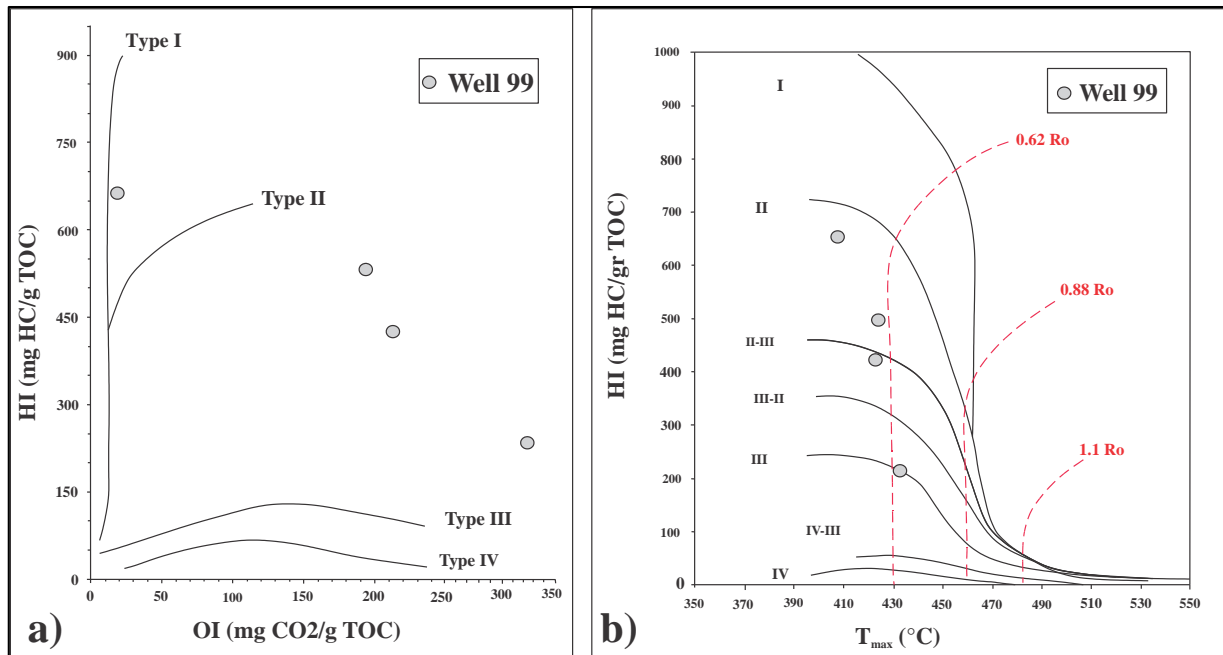 Type I
900
Well 99
750
Type II
600
450
300
150
Type III
Type IV
0
0
50
100
150
200
250
300
350
HI (mg HC/g TOC)
OI (mg CO2/g TOC)
a)
1000
I
Well 99
900
0.62 Ro
800
700
II
600
0.88 Ro
500
II-III
400
III-II
300
III
1.1 Ro
200
100
IV-III
IV
0
350
390
410
430
450
470
490
510
530
550
HI (mg HC/gr TOC)
Tmax (°C)
b)